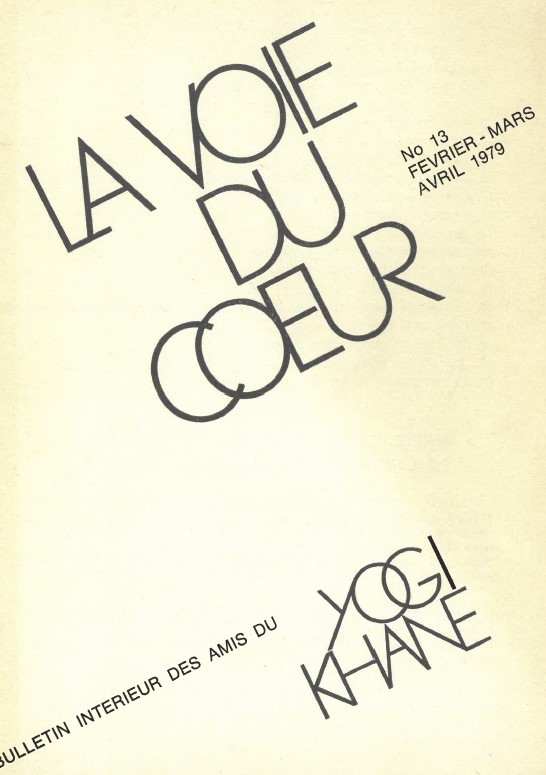 LA VOIE
DU
COEUR
No 13
FEVRIER - MARS
AVRIL 1979
BULLETIN INTERIEUR DES AMIS DU
YOGI
KHANE